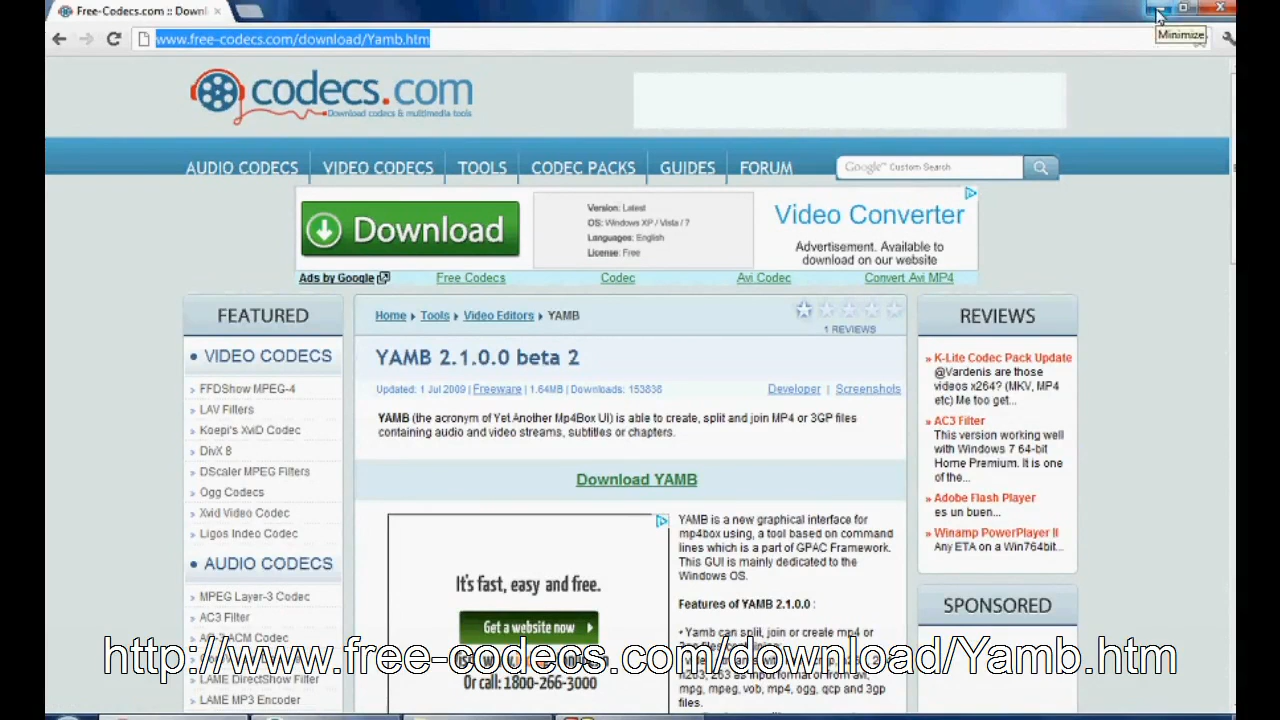 Free-Codecs.com :: Downl
www.free-codecs.com/download/Yamb.htm
Minimize
codecs.com
Download codecs & multimedia tools
AUDIO CODECS
VIDEO CODECS
TOOLS
CODEC PACKS
GUIDES
FORUM
Google™ Custom Search
Download
Version: Latest
OS: Windows XP / Vista / 7
Languages: English
License: Free
Video Converter
Advertisement. Available to
download on our website
Ads by Google
Free Codecs
Codec
Avi Codec
Convert Avi MP4
FEATURED
• VIDEO CODECS
» FFDShow MPEG-4
» LAV Filters
» Koepi's XviD Codec
» DivX 8
» DScaler MPEG Filters
» Ogg Codecs
» Xvid Video Codec
» Ligos Indeo Codec
• AUDIO CODECS
» MPEG Layer-3 Codec
» AC3 Filter
» AC-3 ACM Codec
» LAME DirectShow Filter
» LAME MP3 Encoder
Home ▸ Tools ▸ Video Editors ▸ YAMB
1 REVIEWS
YAMB 2.1.0.0 beta 2
Updated: 1 Jul 2009 | Freeware | 1.64MB | Downloads: 153838
Developer | Screenshots
YAMB (the acronym of Yet Another Mp4Box UI) is able to create, split and join MP4 or 3GP files
containing audio and video streams, subtitles or chapters.
Download YAMB
It's fast, easy and free.
Get a website now
Or call: 1800-266-3000
YAMB is a new graphical interface for
mp4box using, a tool based on command
lines which is a part of GPAC Framework.
This GUI is mainly dedicated to the
Windows OS.
Features of YAMB 2.1.0.0 :
• Yamb can split, join or create mp4 or
h263, 263 as input format or from avi,
mpg, mpeg, vob, mp4, ogg, qcp and 3gp
files.
REVIEWS
» K-Lite Codec Pack Update
@Vardenis are those
videos x264? (MKV, MP4
etc) Me too get...
» AC3 Filter
This version working well
with Windows 7 64-bit
Home Premium. It is one
of the...
» Adobe Flash Player
es un buen...
» Winamp PowerPlayer II
Any ETA on a Win764bit...
SPONSORED
http://www.free-codecs.com/download/Yamb.htm